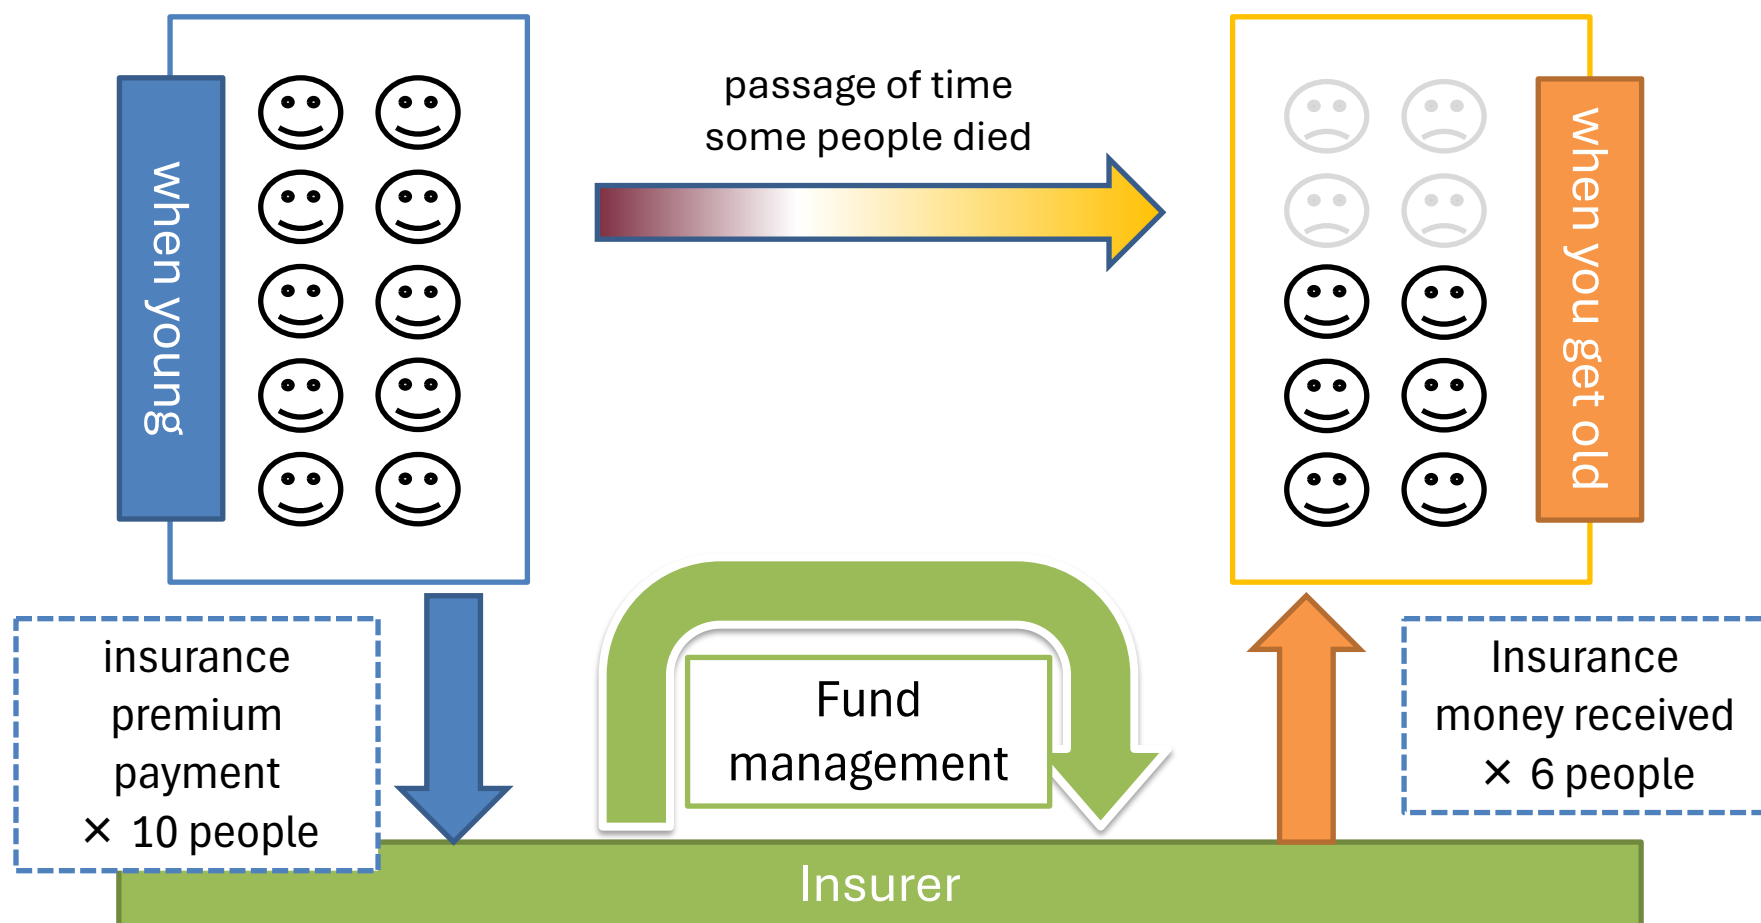 when young
passage of time
some people died
when you get old
insurance
premium
payment
× 10 people
Fund
management
Insurance
money received
× 6 people
Insurer